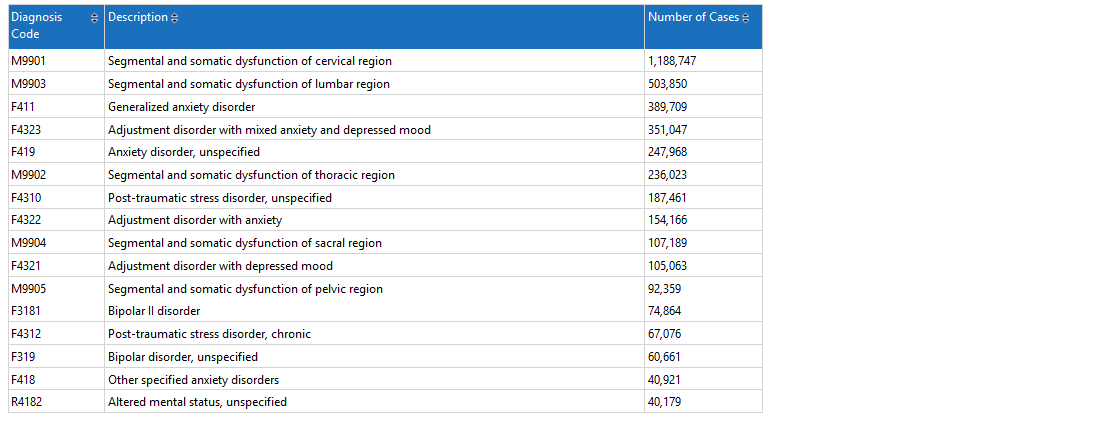 Diagnosis Code Description Number of Cases
M9901 Segmental and somatic dysfunction of cervical region 1,188,747
M9903 Segmental and somatic dysfunction of lumbar region 503,850
F411 Generalized anxiety disorder 389,709
F4323 Adjustment disorder with mixed anxiety and depressed mood 351,047
F419 Anxiety disorder, unspecified 247,968
M9902 Segmental and somatic dysfunction of thoracic region 236,023
F4310 Post-traumatic stress disorder, unspecified 187,461
F4322 Adjustment disorder with anxiety 154,166
M9904 Segmental and somatic dysfunction of sacral region 107,189
F4321 Adjustment disorder with depressed mood 105,063
M9905 Segmental and somatic dysfunction of pelvic region 92,359
F3181 Bipolar II disorder 74,864
F4312 Post-traumatic stress disorder, chronic 67,076
F319 Bipolar disorder, unspecified 60,661
F418 Other specified anxiety disorders 40,921
R4182 Altered mental status, unspecified 40,179